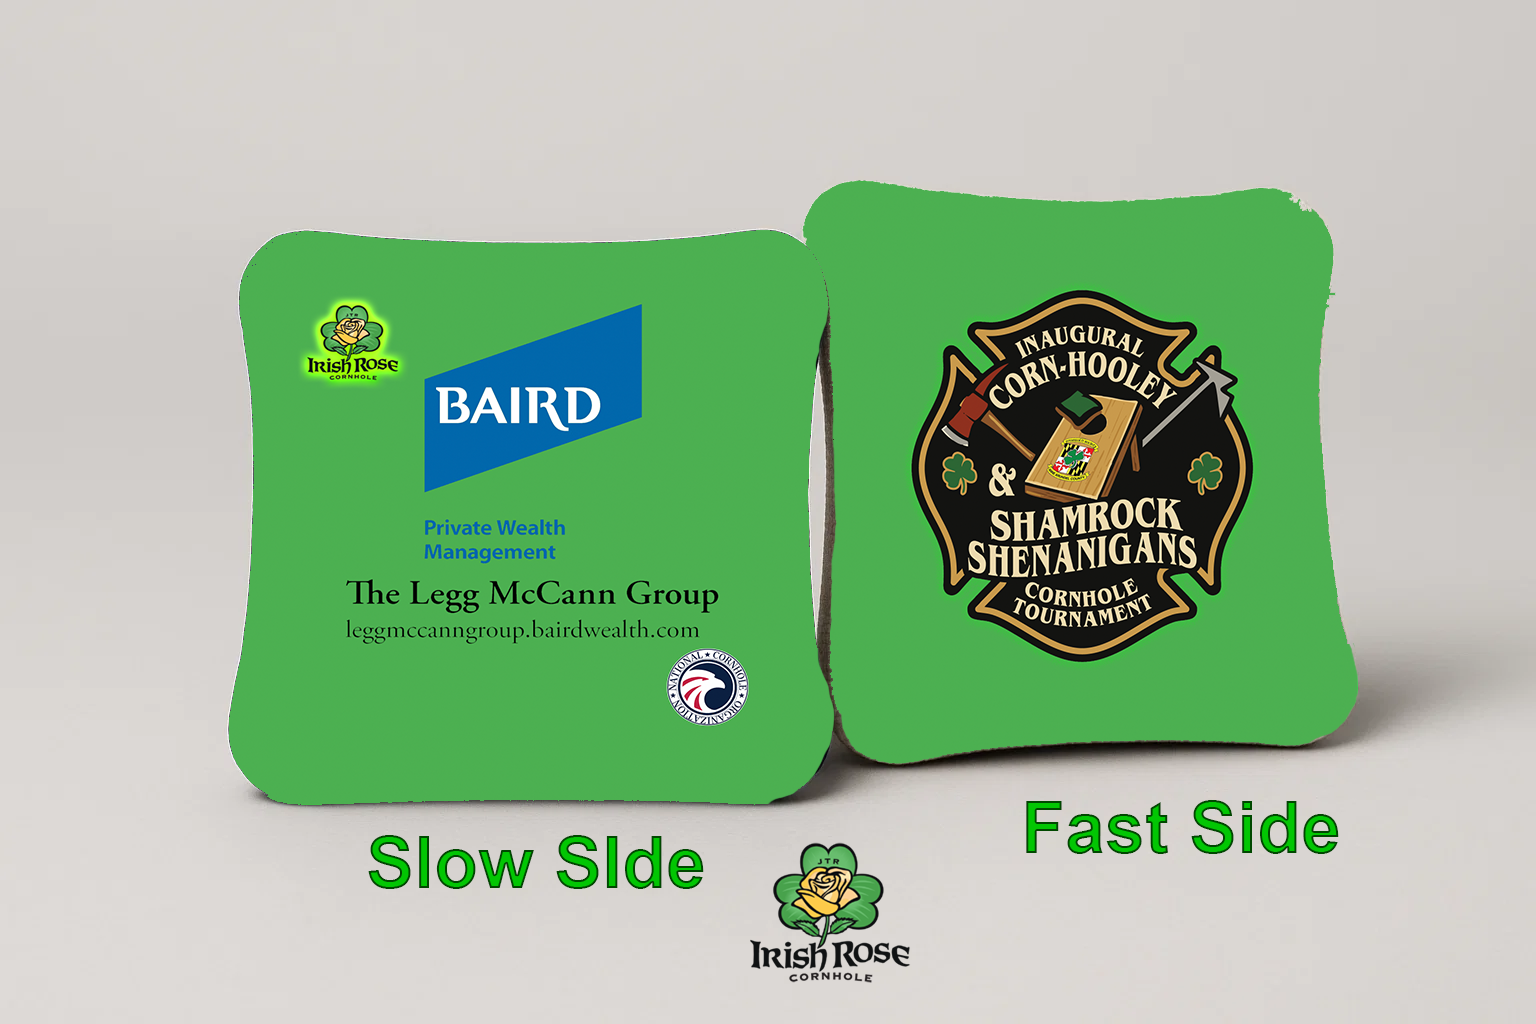 JTR
Irish Rose
CORNHOLE
BAIRD
Private Wealth
Management
The Legg McCann Group
leggmccanngroup.bairdwealth.com
NATIONAL ★ CORNHOLE
★ ORGANIZATION ★
INAUGURAL
CORN-HOOLEY
&
SHAMROCK
SHENANIGANS
CORNHOLE
TOURNAMENT
Slow SIde
Fast Side
JTR
Irish Rose
CORNHOLE